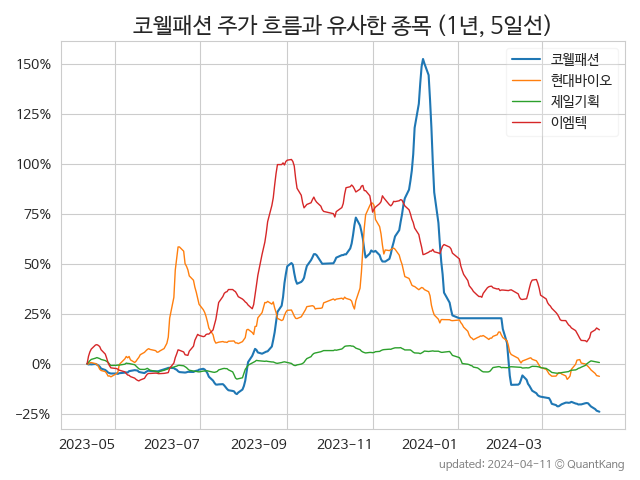 코웰패션 주가 흐름과 유사한 종목 (1년, 5일선)
코웰패션
현대바이오
제일기획
이엠텍
150%
125%
100%
75%
50%
25%
0%
−25%
2023-05 2023-07 2023-09 2023-11 2024-01 2024-03
updated: 2024-04-11 © QuantKang